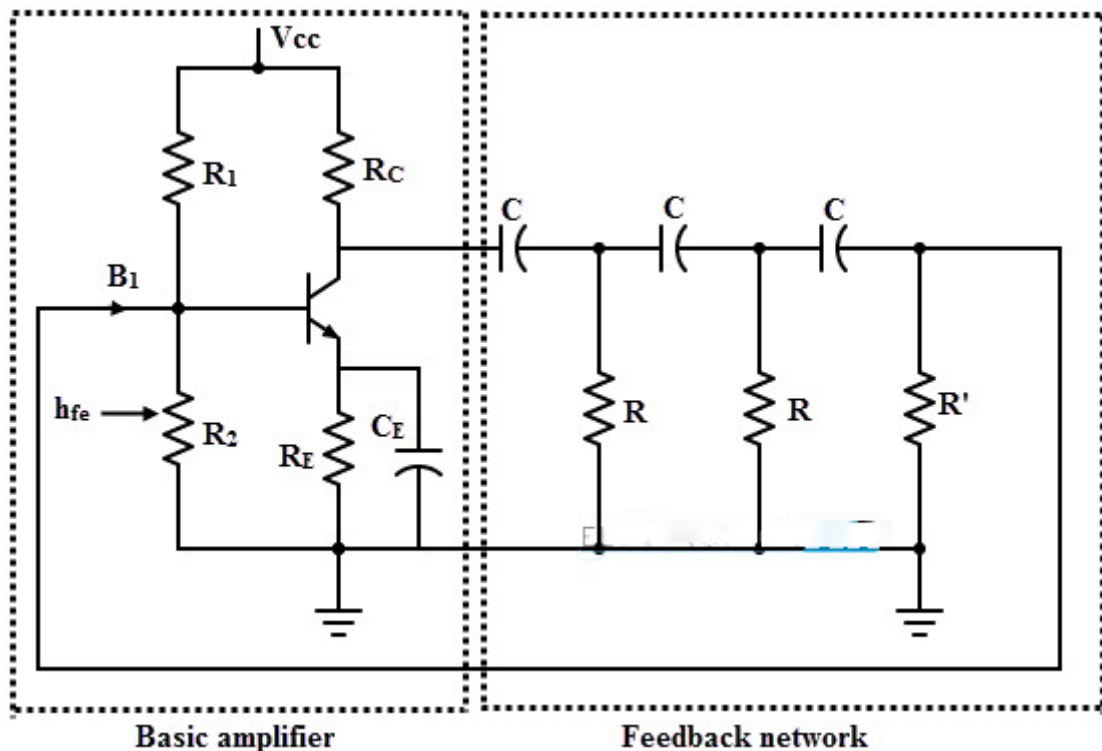 Vcc
R1
RC
C
C
C
B1
hfe
R2
RE
CE
R
R
R'
Basic amplifier
Feedback network